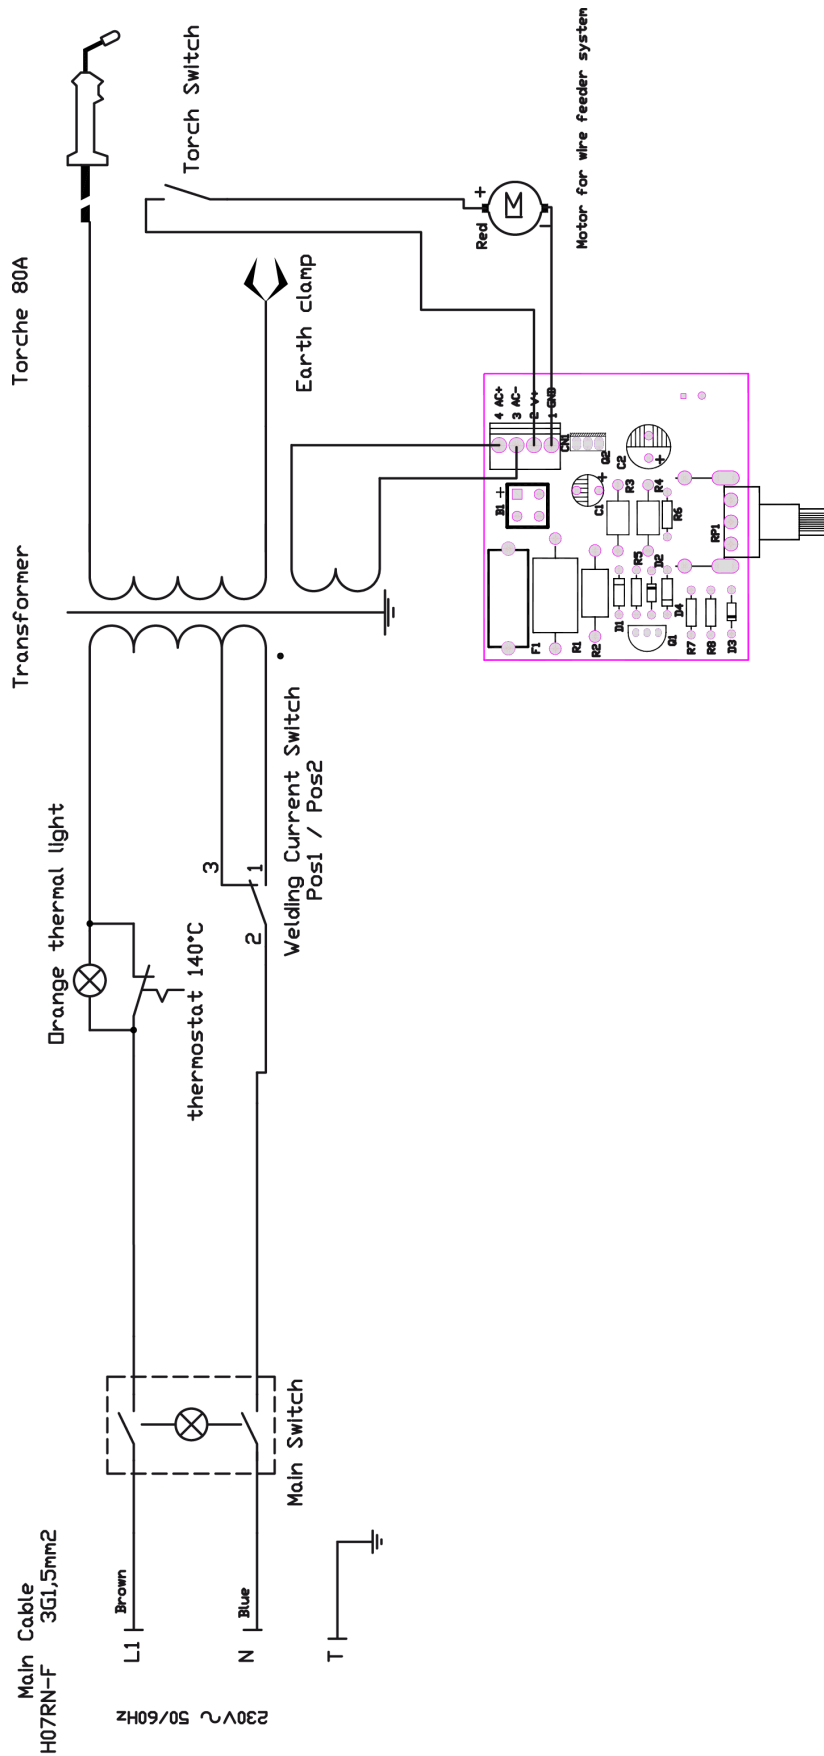 Main Cable
H07RN-F 3G1,5mm2
230V 50/60Hz
L1
Brown
N
Blue
T
Main Switch
Orange thermal light
thermostat 140°C
2
3
1
Welding Current Switch
Pos1 / Pos2
Transformer
Torche 80A
Earth clamp
Torch Switch
Red
+
M
Motor for wire feeder system
4 AC+
3 AC-
2 V+
1 GND
CN1
Q2
C2
+
B1
+
C1
+
R3
R4
R6
RP1
F1
R1
R2
D1
R5
D2
D4
Q1
R7
R8
D3